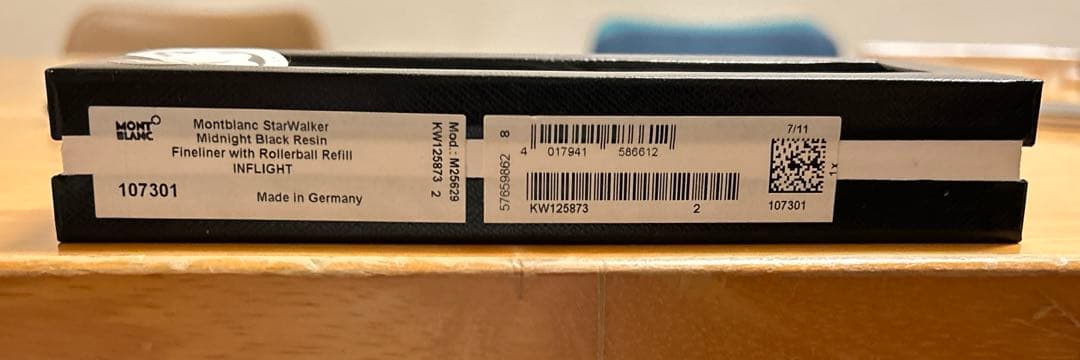 MONT
BLANC
Montblanc StarWalker
Midnight Black Resin
Fineliner with Rollerball Refill
INFLIGHT
107301
Made in Germany
Mod.: M25629
KW125873 2
57659862 8
4 017941 586612
KW125873 2
7/11
1x
107301